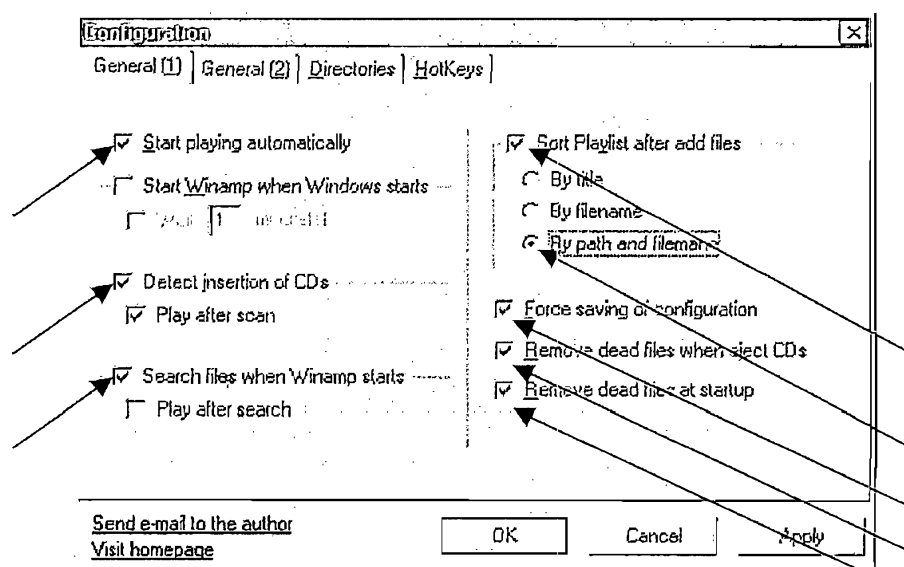 Configuration
General (1) General (2) Directories HotKeys
Start playing automatically
Start Winamp when Windows starts
1
Detect insertion of CDs
Play after scan
Search files when Winamp starts
Play after search
Sort Playlist after add files
By title
By filename
By path and filename
Force saving of configuration
Remove dead files when eject CDs
Remove dead files at startup
Send e-mail to the author
Visit homepage
OK Cancel Apply